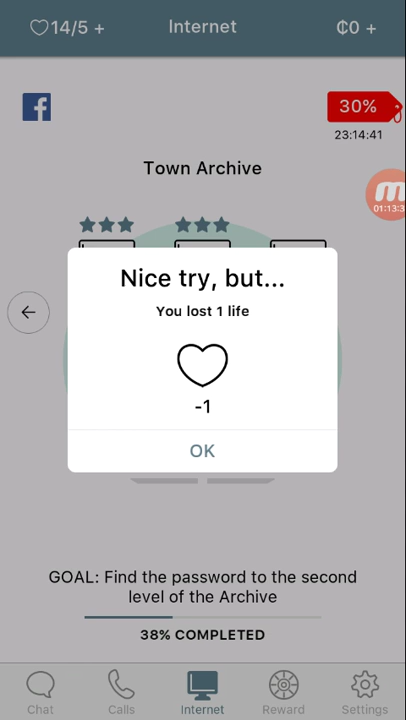 14/5 +
Internet
₵0 +
30%
23:14:41
Town Archive
01:13:3
Nice try, but...
You lost 1 life
-1
OK
GOAL: Find the password to the second
level of the Archive
38% COMPLETED
Chat
Calls
Internet
Reward
Settings